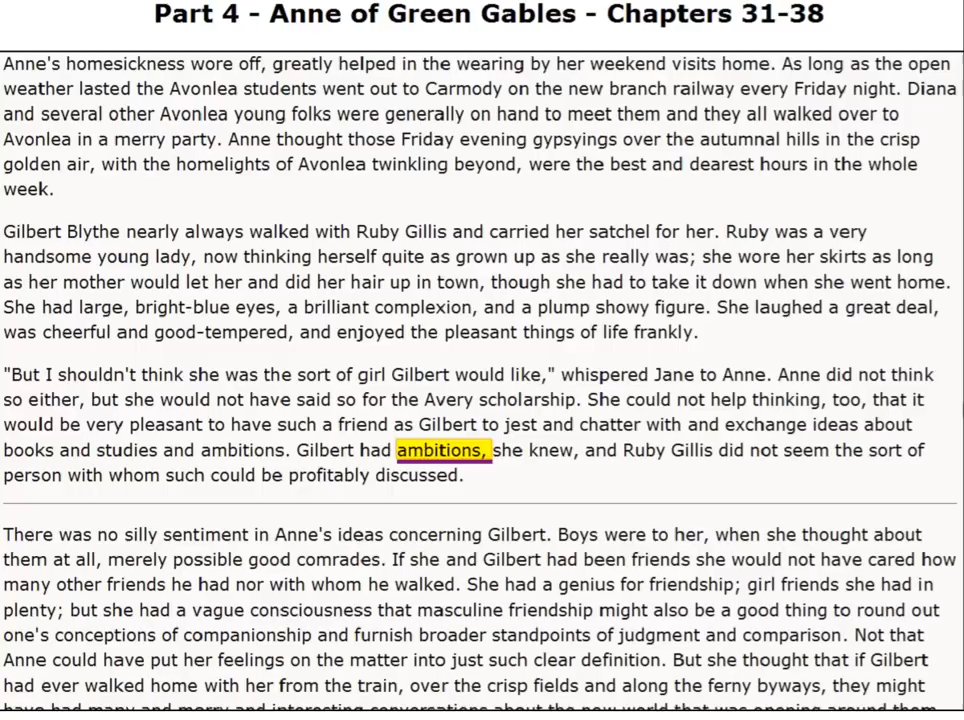 Part 4 - Anne of Green Gables - Chapters 31-38
Anne's homesickness wore off, greatly helped in the wearing by her weekend visits home. As long as the open
weather lasted the Avonlea students went out to Carmody on the new branch railway every Friday night. Diana
and several other Avonlea young folks were generally on hand to meet them and they all walked over to
Avonlea in a merry party. Anne thought those Friday evening gypsyings over the autumnal hills in the crisp
golden air, with the homelights of Avonlea twinkling beyond, were the best and dearest hours in the whole
week.
Gilbert Blythe nearly always walked with Ruby Gillis and carried her satchel for her. Ruby was a very
handsome young lady, now thinking herself quite as grown up as she really was; she wore her skirts as long
as her mother would let her and did her hair up in town, though she had to take it down when she went home.
She had large, bright-blue eyes, a brilliant complexion, and a plump showy figure. She laughed a great deal,
was cheerful and good-tempered, and enjoyed the pleasant things of life frankly.
"But I shouldn't think she was the sort of girl Gilbert would like," whispered Jane to Anne. Anne did not think
so either, but she would not have said so for the Avery scholarship. She could not help thinking, too, that it
would be very pleasant to have such a friend as Gilbert to jest and chatter with and exchange ideas about
books and studies and ambitions. Gilbert had ambitions, she knew, and Ruby Gillis did not seem the sort of
person with whom such could be profitably discussed.
There was no silly sentiment in Anne's ideas concerning Gilbert. Boys were to her, when she thought about
them at all, merely possible good comrades. If she and Gilbert had been friends she would not have cared how
many other friends he had nor with whom he walked. She had a genius for friendship; girl friends she had in
plenty; but she had a vague consciousness that masculine friendship might also be a good thing to round out
one's conceptions of companionship and furnish broader standpoints of judgment and comparison. Not that
Anne could have put her feelings on the matter into just such clear definition. But she thought that if Gilbert
had ever walked home with her from the train, over the crisp fields and along the ferny byways, they might
have had many and merry and interesting conversations about the new world that was opening around them